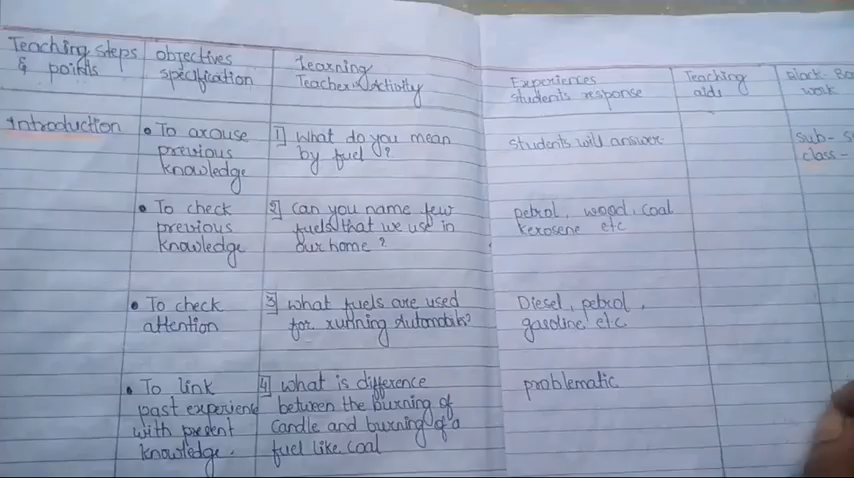 Teaching steps
& points
objectives
specification
Learning
Teacher's Activity
Experiences
students response
Teaching
aids
Black-Bo
work
Introduction
• To arouse
previous
knowledge
1] What do you mean
by fuel ?
students will answer
sub-
class-
• To check
previous
knowledge
2] can you name few
fuels that we use in
our home ?
petrol, wood, coal
kerosene etc
• To check
attention
3] what fuels are used
for running Automobils?
Diesel, petrol,
gasoline etc
• To link
past experienc
with present
knowledge.
4] what is difference
between the burning of
candle and burning of a
fuel like coal
problematic